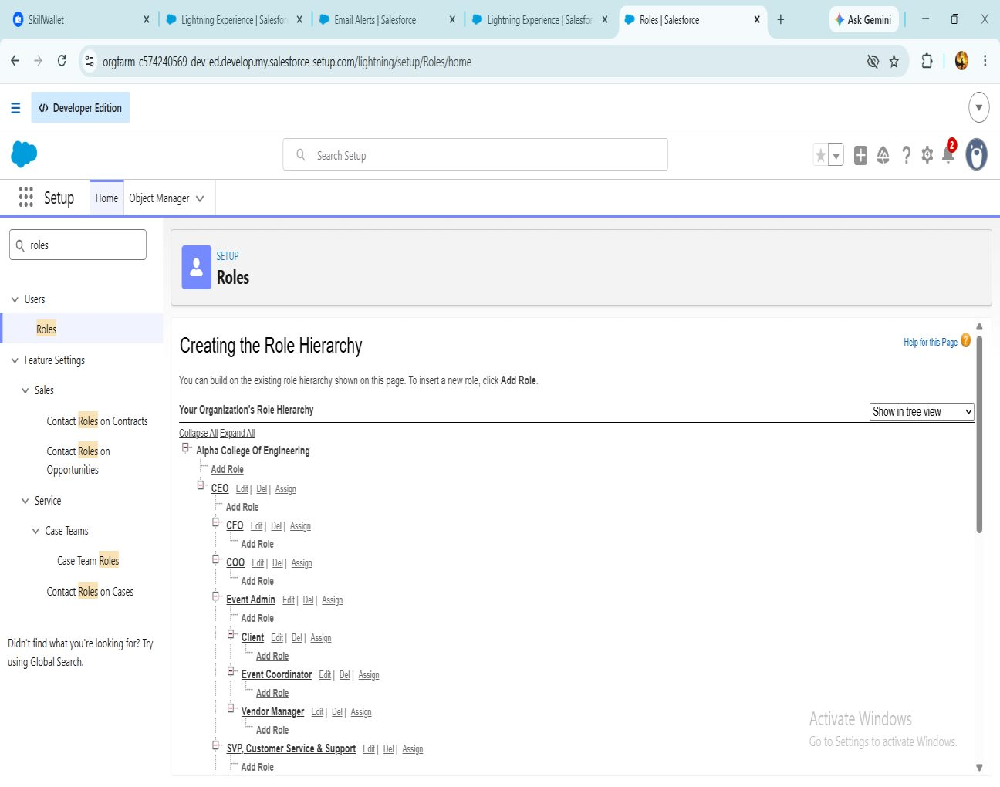 SkillWallet
Lightning Experience | Salesfor
Email Alerts | Salesforce
Lightning Experience | Salesfor
Roles | Salesforce
Ask Gemini
orgfarm-c574240569-dev-ed.develop.my.salesforce-setup.com/lightning/setup/Roles/home
Developer Edition
Search Setup
2
Setup
Home
Object Manager
roles
SETUP
Roles
Users
Roles
Feature Settings
Sales
Contact Roles on Contracts
Contact Roles on
Opportunities
Service
Case Teams
Case Team Roles
Contact Roles on Cases
Didn't find what you're looking for? Try
using Global Search.
Creating the Role Hierarchy
Help for this Page ?
You can build on the existing role hierarchy shown on this page. To insert a new role, click Add Role.
Your Organization's Role Hierarchy
Show in tree view
Collapse All Expand All
Alpha College Of Engineering
Add Role
CEO Edit | Del | Assign
Add Role
CFO Edit | Del | Assign
Add Role
COO Edit | Del | Assign
Add Role
Event Admin Edit | Del | Assign
Add Role
Client Edit | Del | Assign
Add Role
Event Coordinator Edit | Del | Assign
Add Role
Vendor Manager Edit | Del | Assign
Add Role
SVP, Customer Service & Support Edit | Del | Assign
Add Role
Activate Windows
Go to Settings to activate Windows.